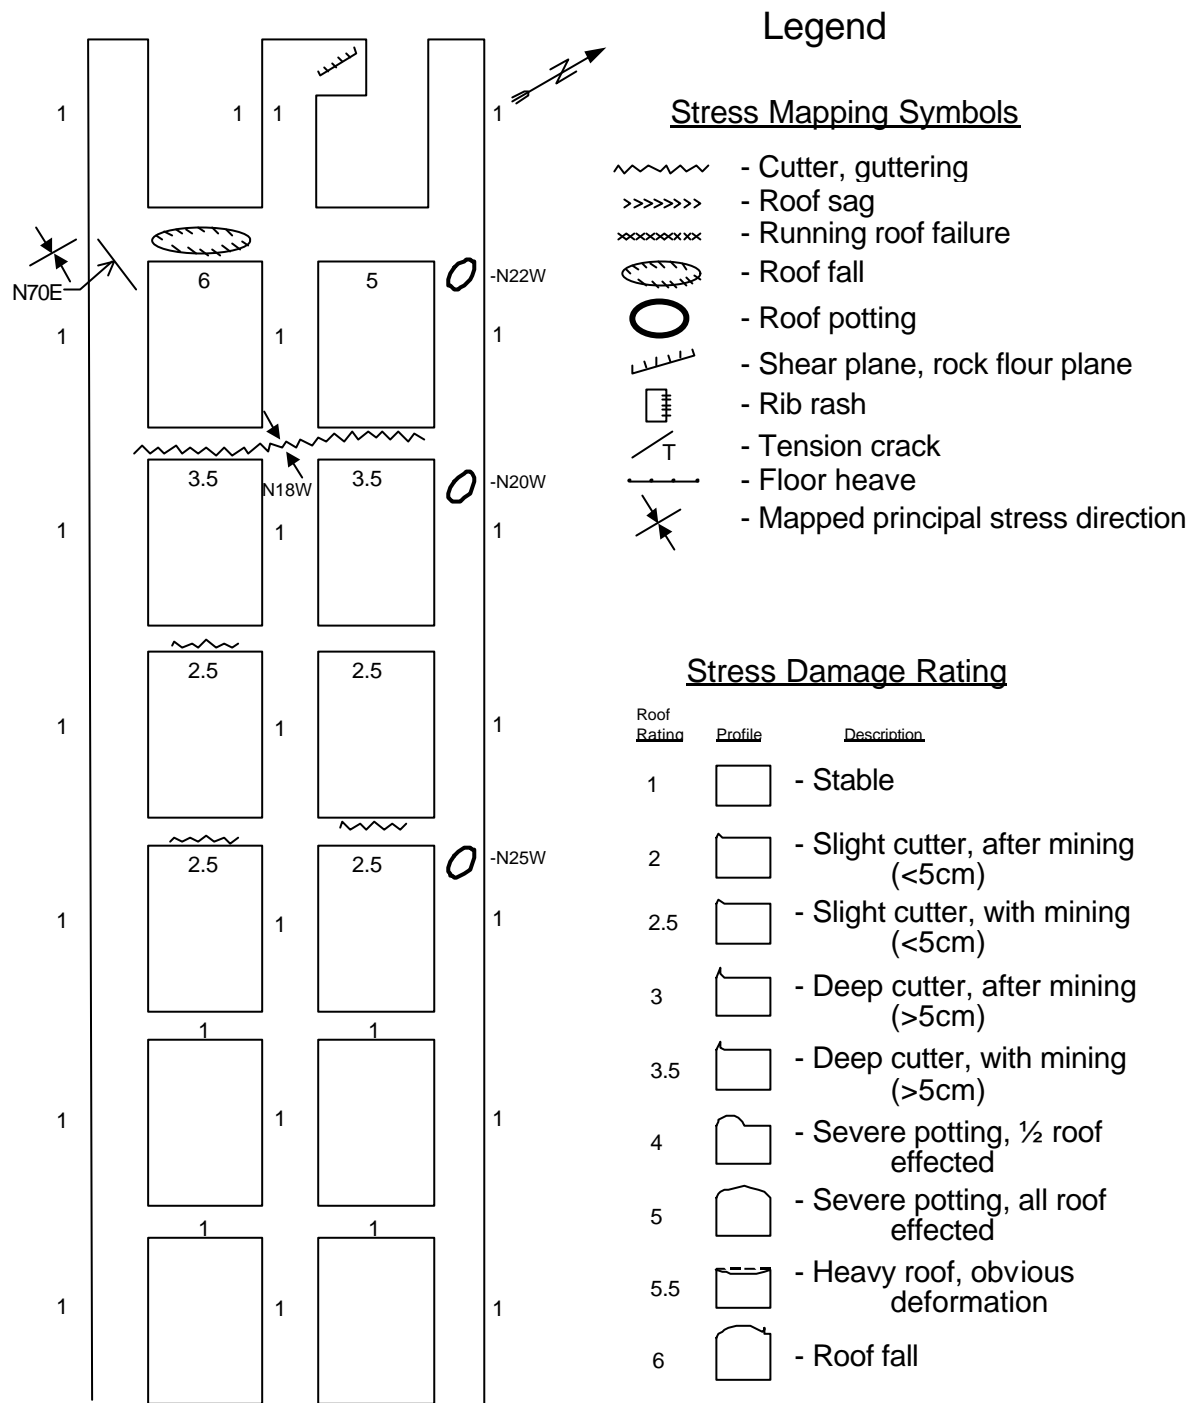 Legend
Stress Mapping Symbols
- Cutter, guttering
- Roof sag
- Running roof failure
- Roof fall
- Roof potting
- Shear plane, rock flour plane
- Rib rash
T - Tension crack
- Floor heave
- Mapped principal stress direction
Stress Damage Rating
Roof
Rating Profile Description
1 - Stable
2 - Slight cutter, after mining
(<5cm)
2.5 - Slight cutter, with mining
(<5cm)
3 - Deep cutter, after mining
(>5cm)
3.5 - Deep cutter, with mining
(>5cm)
4 - Severe potting, ½ roof
effected
5 - Severe potting, all roof
effected
5.5 - Heavy roof, obvious
deformation
6 - Roof fall
N
1 1 1 1
N70E 6 5 -N22W
1 1 1
3.5 N18W 3.5 -N20W
1 1 1
2.5 2.5
1 1 1
2.5 2.5 -N25W
1 1 1
1 1
1 1 1
1 1
1 1 1